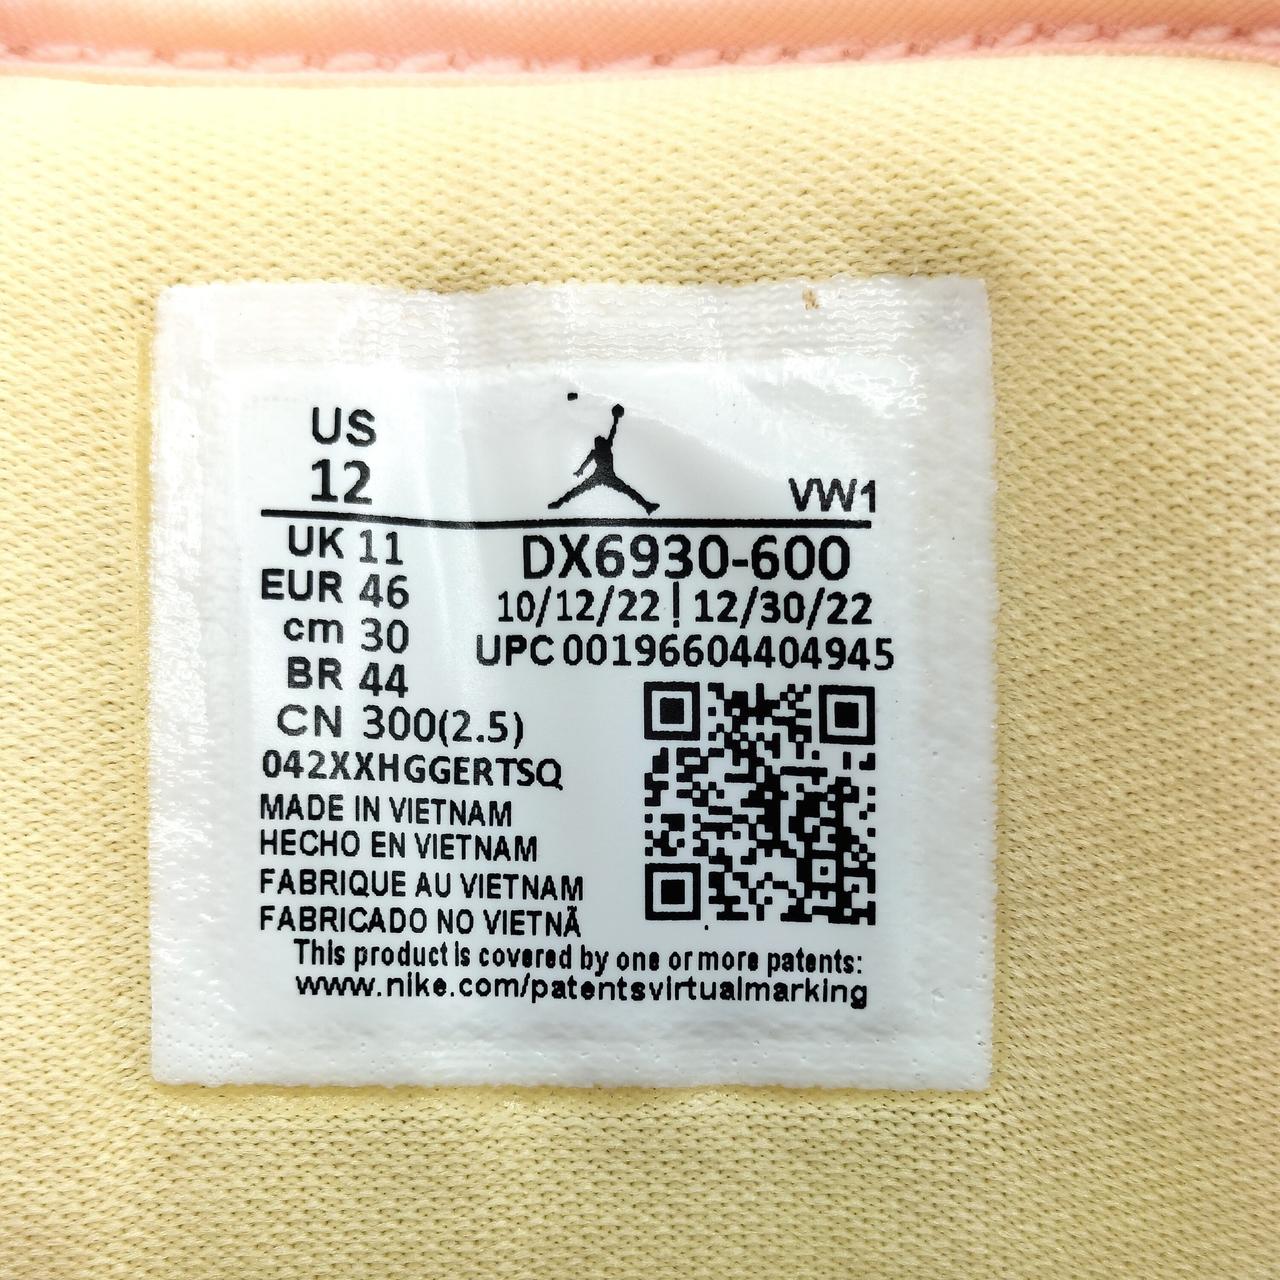 US
12
VW1
UK 11
EUR 46
cm 30
BR 44
CN 300(2.5)
DX6930-600
10/12/22 | 12/30/22
UPC 00196604404945
042XXHGGERTSQ
MADE IN VIETNAM
HECHO EN VIETNAM
FABRIQUE AU VIETNAM
FABRICADO NO VIETNÃ
This product is covered by one or more patents:
www.nike.com/patentsvirtualmarking